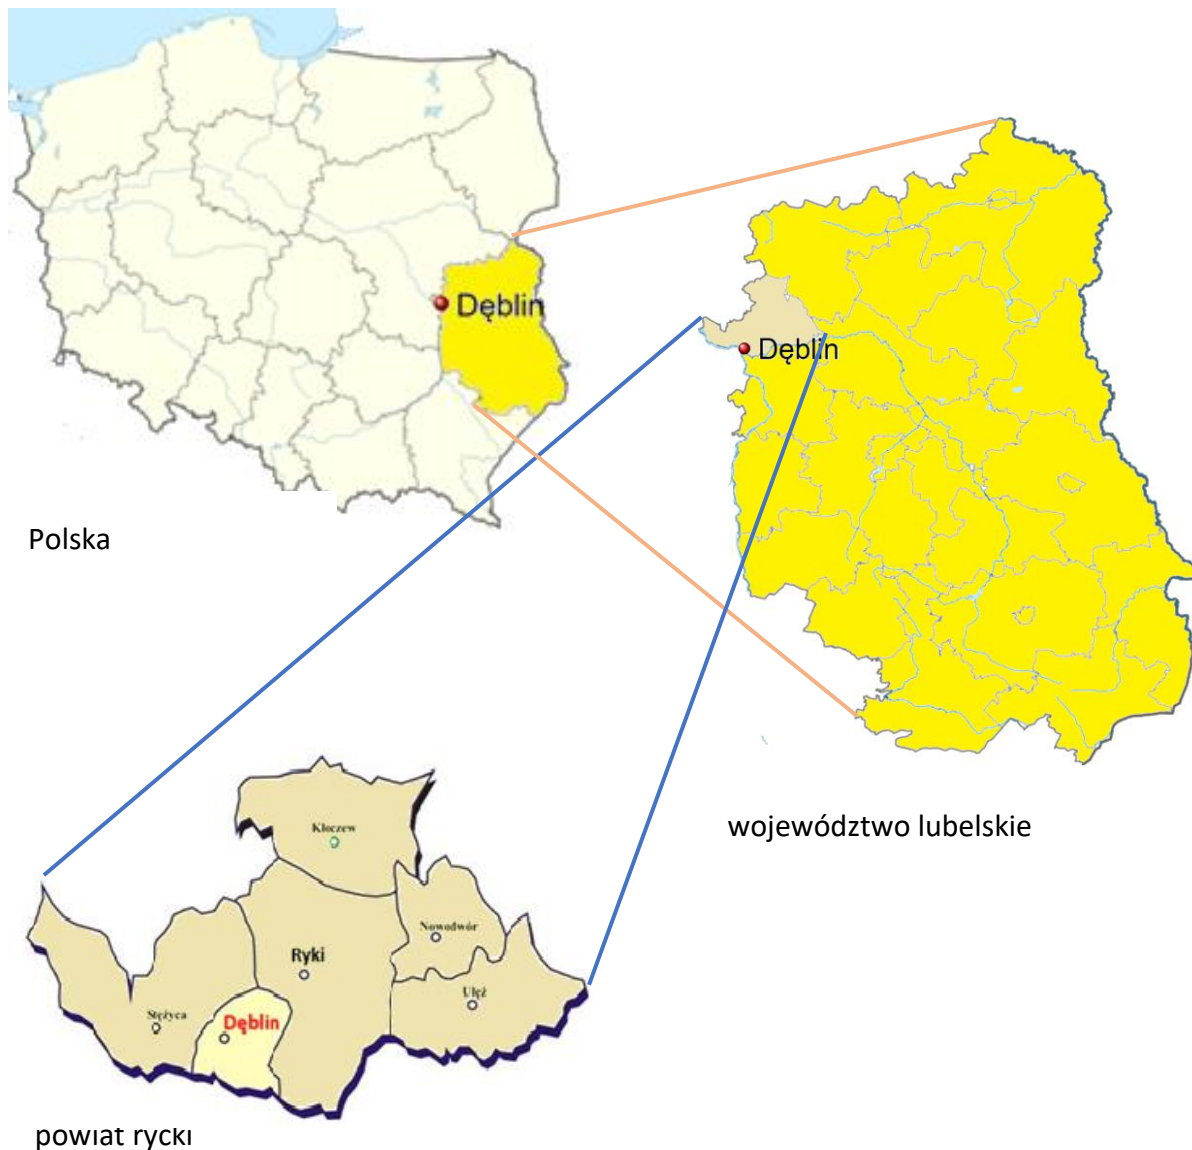 Dęblin
Dęblin
Polska
województwo lubelskie
Kłoczew
Nowodwór
Ryki
Ułęż
Stężyca
Dęblin
powiat rycki